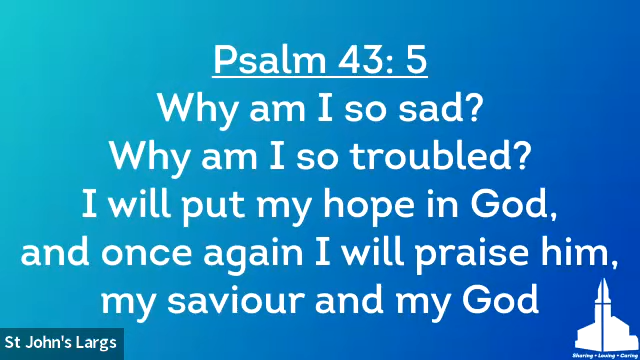 Psalm 43: 5
Why am I so sad?
Why am I so troubled?
I will put my hope in God,
and once again I will praise him,
my saviour and my God
St John's Largs
Sharing • Loving • Caring